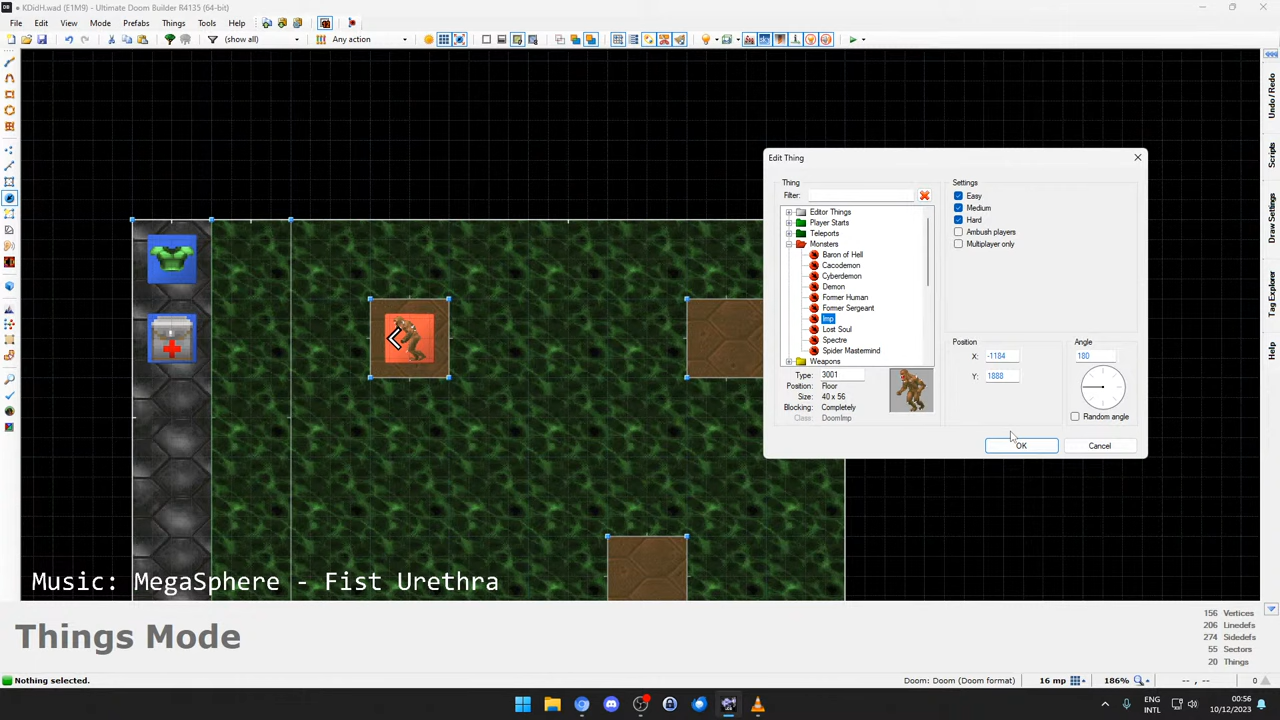 KDidH.wad (E1M9) - Ultimate Doom Builder R4135 (64-bit)
File Edit View Mode Prefabs Things Tools Help
(show all) Any action
Undo / Redo
Scripts
Draw Settings
Tag Explorer
Help
Edit Thing
Thing
Filter:
Editor Things
Player Starts
Teleports
Monsters
Baron of Hell
Cacodemon
Cyberdemon
Demon
Former Human
Former Sergeant
Imp
Lost Soul
Spectre
Spider Mastermind
Weapons
Type: 3001
Position: Floor
Size: 40 x 56
Blocking: Completely
Class: DoomImp
Settings
Easy
Medium
Hard
Ambush players
Multiplayer only
Position
X: -1184
Y: 1888
Angle
180
Random angle
OK Cancel
Music: MegaSphere - Fist Urethra
Things Mode
156 Vertices
206 Linedefs
274 Sidedefs
55 Sectors
20 Things
Nothing selected. Doom: Doom (Doom format) 16 mp 186% --, -- 0
ENG
INTL
00:56
10/12/2023